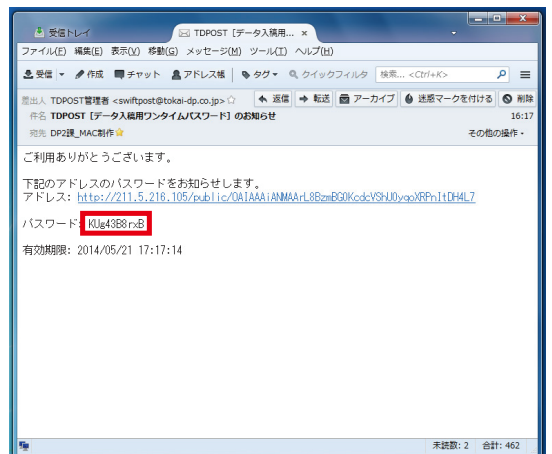 受信トレイ
TDPOST [データ入稿用... ×
ファイル(F) 編集(E) 表示(V) 移動(G) メッセージ(M) ツール(T) ヘルプ(H)
受信 作成 チャット アドレス帳 タグ クイックフィルタ 検索... <Ctrl+K>
差出人 TDPOST管理者 <swiftpost@tokai-dp.co.jp> 返信 転送 アーカイブ 迷惑マークを付ける 削除
件名 TDPOST [データ入稿用ワンタイムパスワード] のお知らせ 16:17
宛先 DP2課_MAC制作 その他の操作
ご利用ありがとうございます。
下記のアドレスのパスワードをお知らせします。
アドレス: http://211.5.216.105/public/OAIAAAiANMAArL8BzmBGOKcdcVShJ0yqoXRPnItDH4L7
パスワード: KUg43B8rxB
有効期限: 2014/05/21 17:17:14
未読数: 2 合計: 462